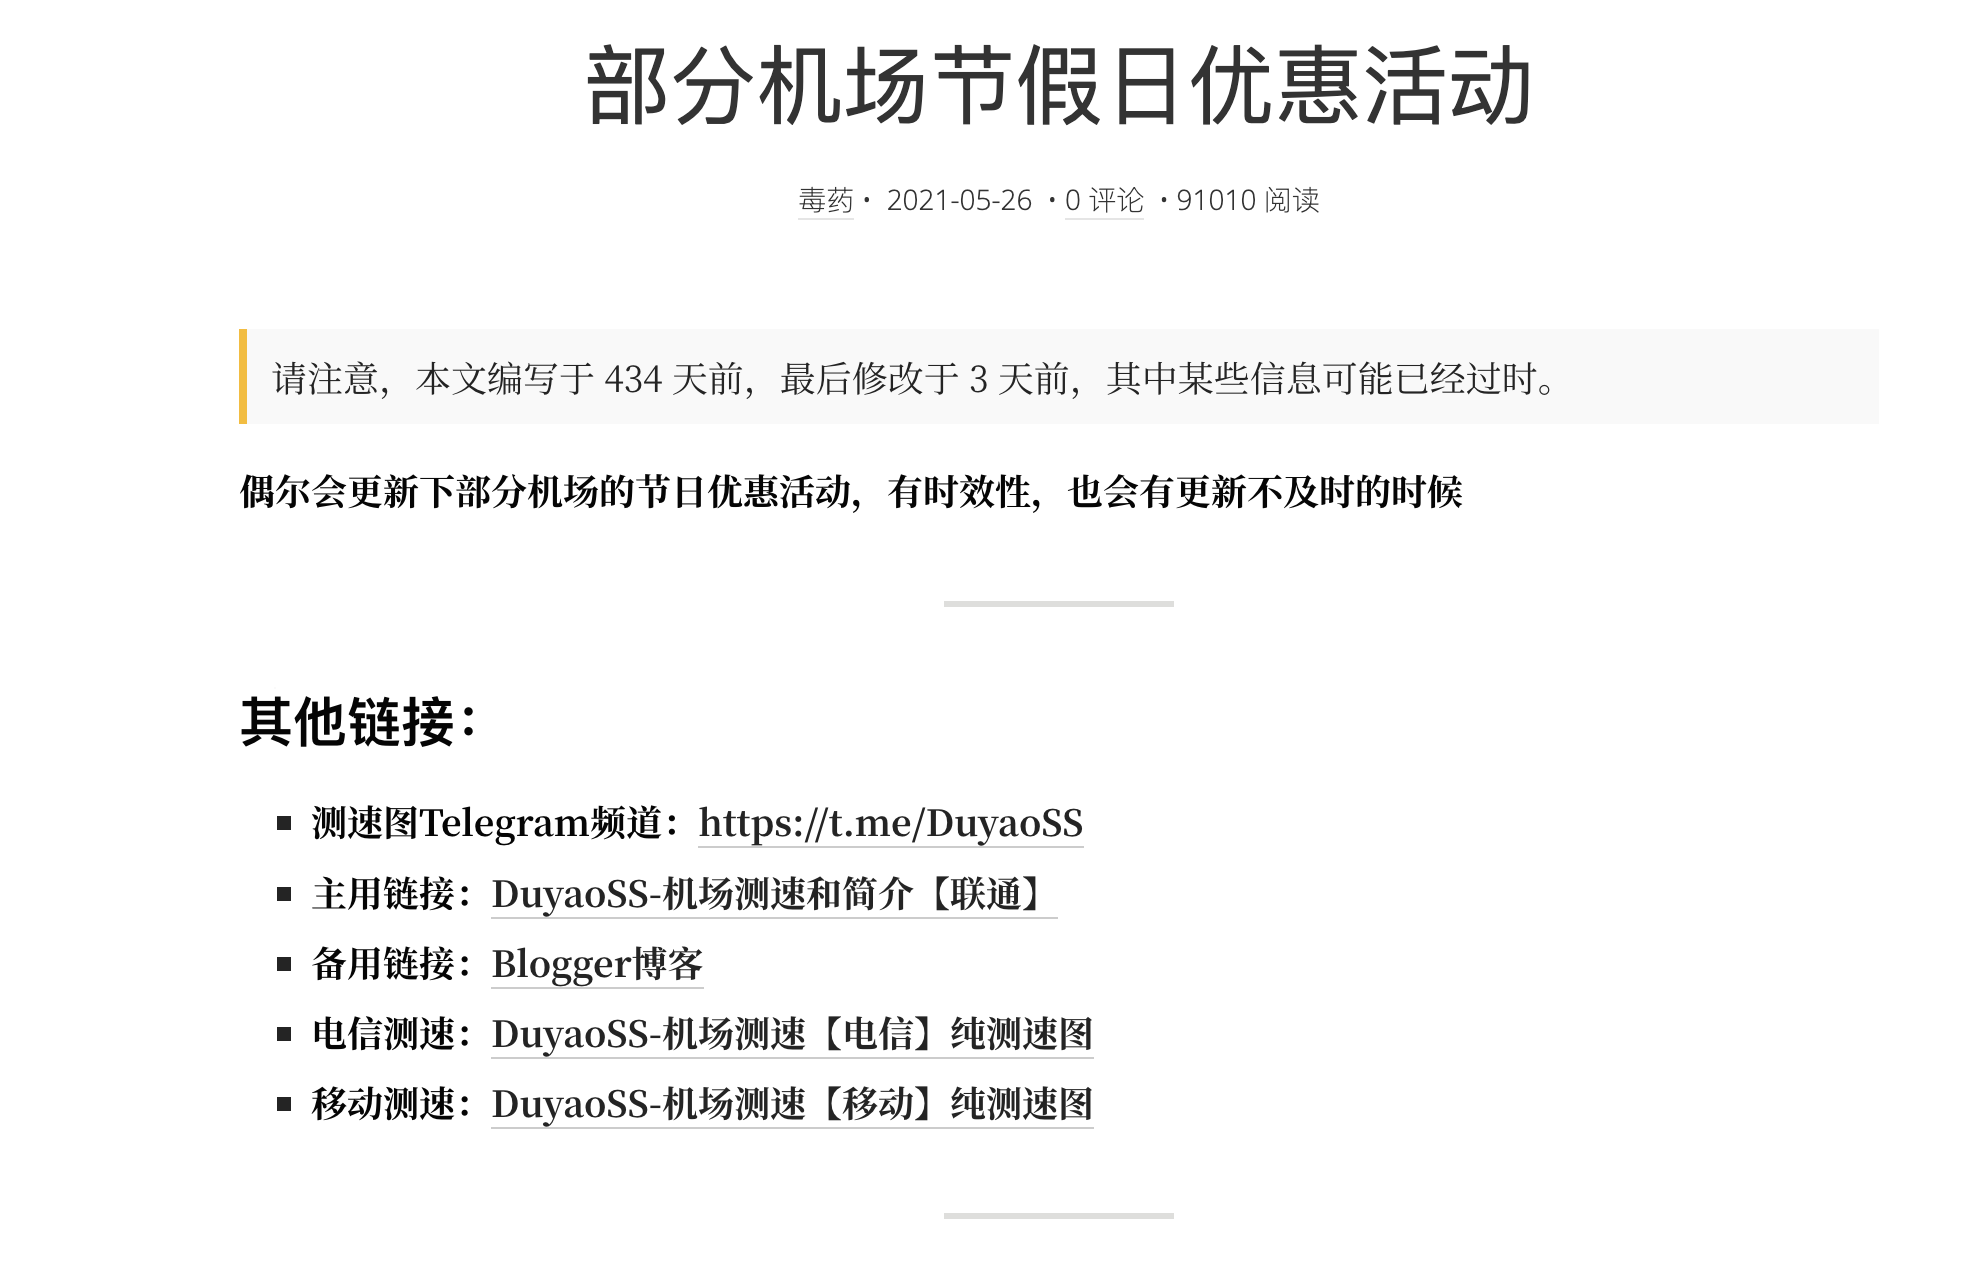 部分机场节假日优惠活动
毒药 • 2021-05-26 • 0 评论 • 91010 阅读
请注意，本文编写于 434 天前，最后修改于 3 天前，其中某些信息可能已经过时。
偶尔会更新下部分机场的节日优惠活动，有时效性，也会有更新不及时的时候
其他链接：
测速图Telegram频道：https://t.me/DuyaoSS
主用链接：DuyaoSS-机场测速和简介【联通】
备用链接：Blogger博客
电信测速：DuyaoSS-机场测速【电信】纯测速图
移动测速：DuyaoSS-机场测速【移动】纯测速图